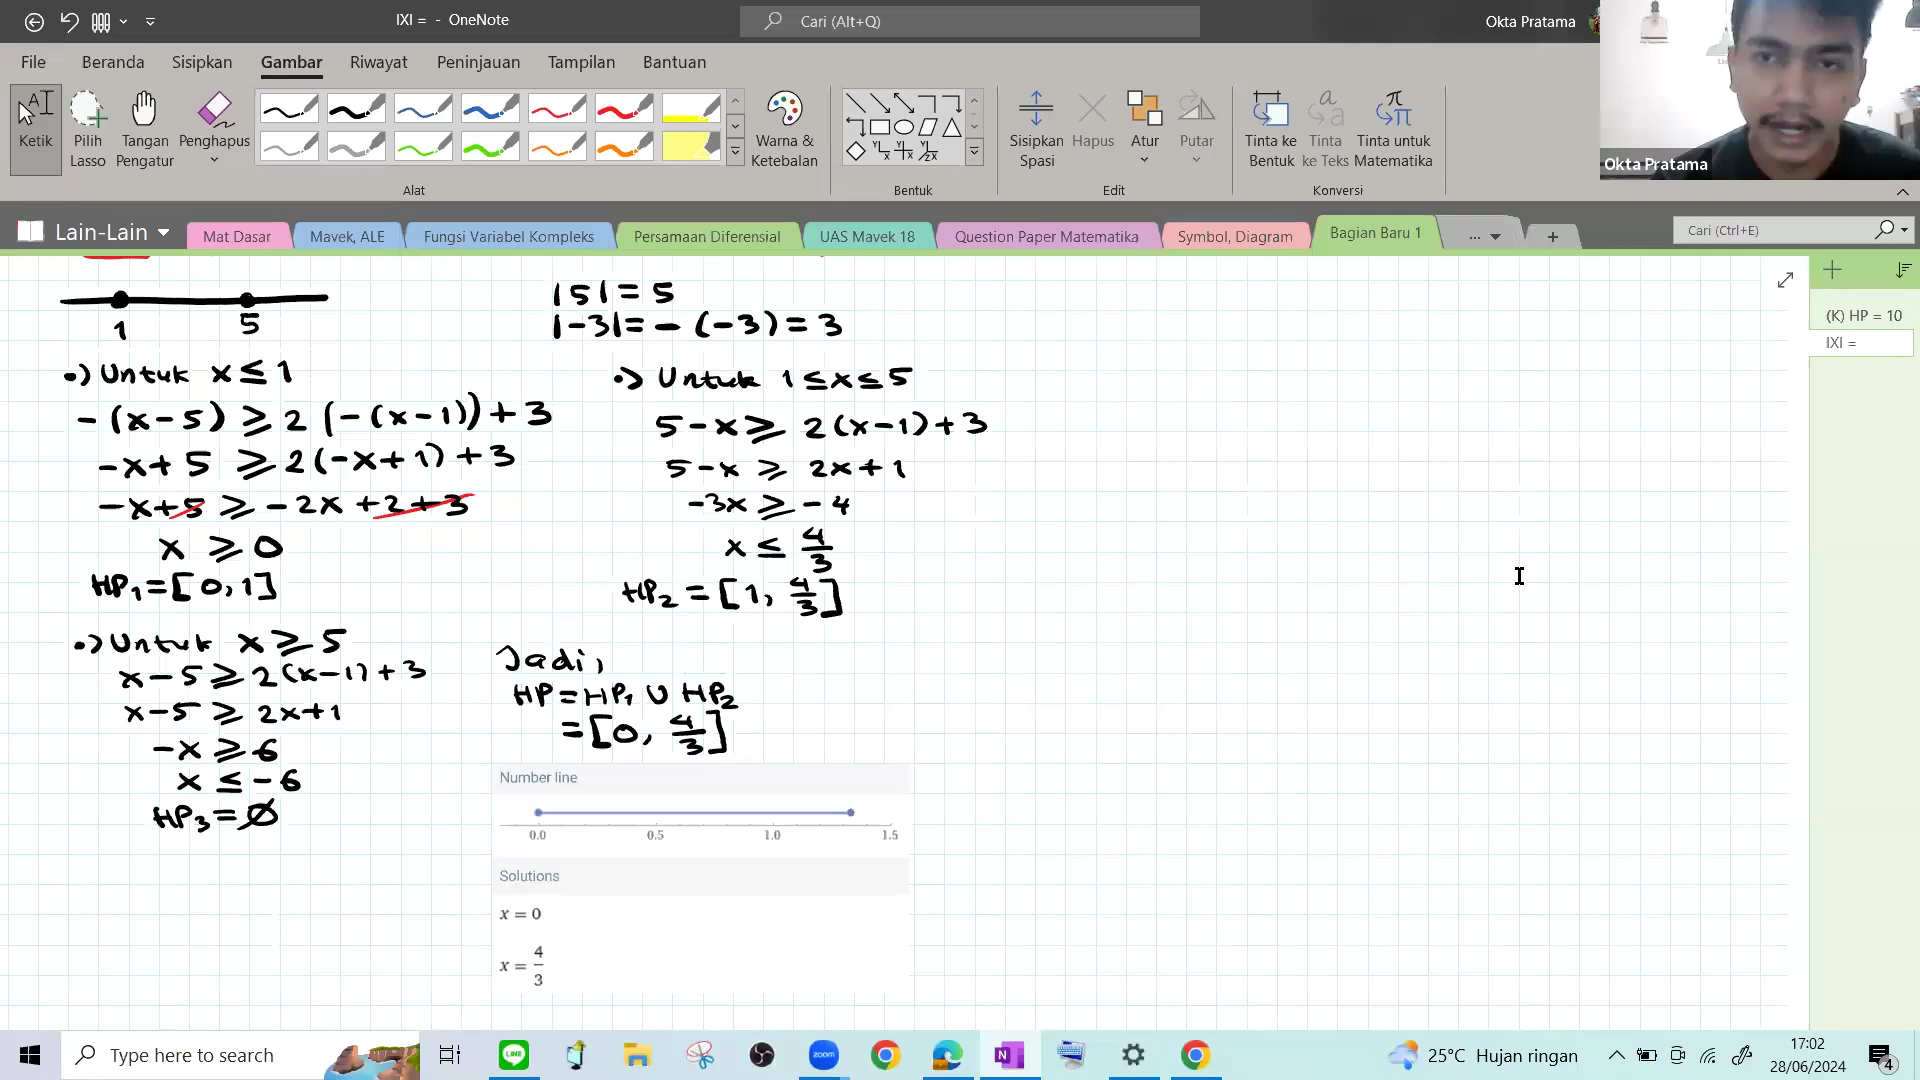 IXI = - OneNote
Cari (Alt+Q)
Okta Pratama
File Beranda Sisipkan Gambar Riwayat Peninjauan Tampilan Bantuan
Ketik
Pilih Lasso
Tangan Pengatur
Penghapus
Warna & Ketebalan
Sisipkan Spasi
Hapus
Atur
Putar
Tinta ke Bentuk
Tinta ke Teks
Tinta untuk Matematika
Alat
Bentuk
Edit
Konversi
Okta Pratama
Lain-Lain
Mat Dasar
Mavek, ALE
Fungsi Variabel Kompleks
Persamaan Diferensial
UAS Mavek 18
Question Paper Matematika
Symbol, Diagram
Bagian Baru 1
...
Cari (Ctrl+E)
(K) HP = 10
IXI =
1 5
|5| = 5
|-3| = - (-3) = 3
•) Untuk x ≤ 1
-(x-5) ≥ 2 (-(x-1)) + 3
-x+5 ≥ 2(-x+1) + 3
-x+5 ≥ -2x +2+3
x ≥ 0
HP₁ = [0,1]
•) Untuk 1 ≤ x ≤ 5
5-x ≥ 2(x-1)+3
5-x ≥ 2x+1
-3x ≥ -4
x ≤ 4/3
HP₂ = [1, 4/3]
•) Untuk x ≥ 5
x-5 ≥ 2(x-1)+3
x-5 ≥ 2x+1
-x ≥ 6
x ≤ -6
HP₃ = Ø
Jadi,
HP = HP₁ ∪ HP₂
= [0, 4/3]
Number line
0.0 0.5 1.0 1.5
Solutions
x = 0
x = 4/3
Type here to search
LINE
zoom
25°C Hujan ringan
17:02
28/06/2024
4